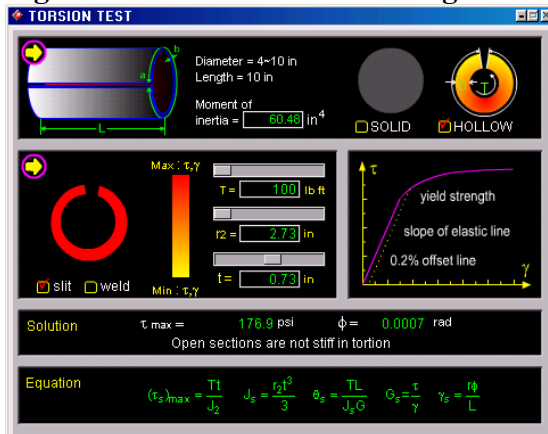 TORSION TEST
b
a
L
Diameter = 4~10 in
Length = 10 in
Moment of
inertia = 60.48 in4
T
SOLID HOLLOW
Max : τ,γ
T = 100 lb ft
r2 = 2.73 in
t = 0.73 in
slit weld
Min : τ,γ
τ
yield strength
slope of elastic line
0.2% offset line
γ
Solution τ max = 176.9 psi ϕ = 0.0007 rad
Open sections are not stiff in tortion
Equation
(τs)max = Tt/J2 Js = r2t³/3 θs = TL/JsG Gs = τ/γ γs = rϕ/L